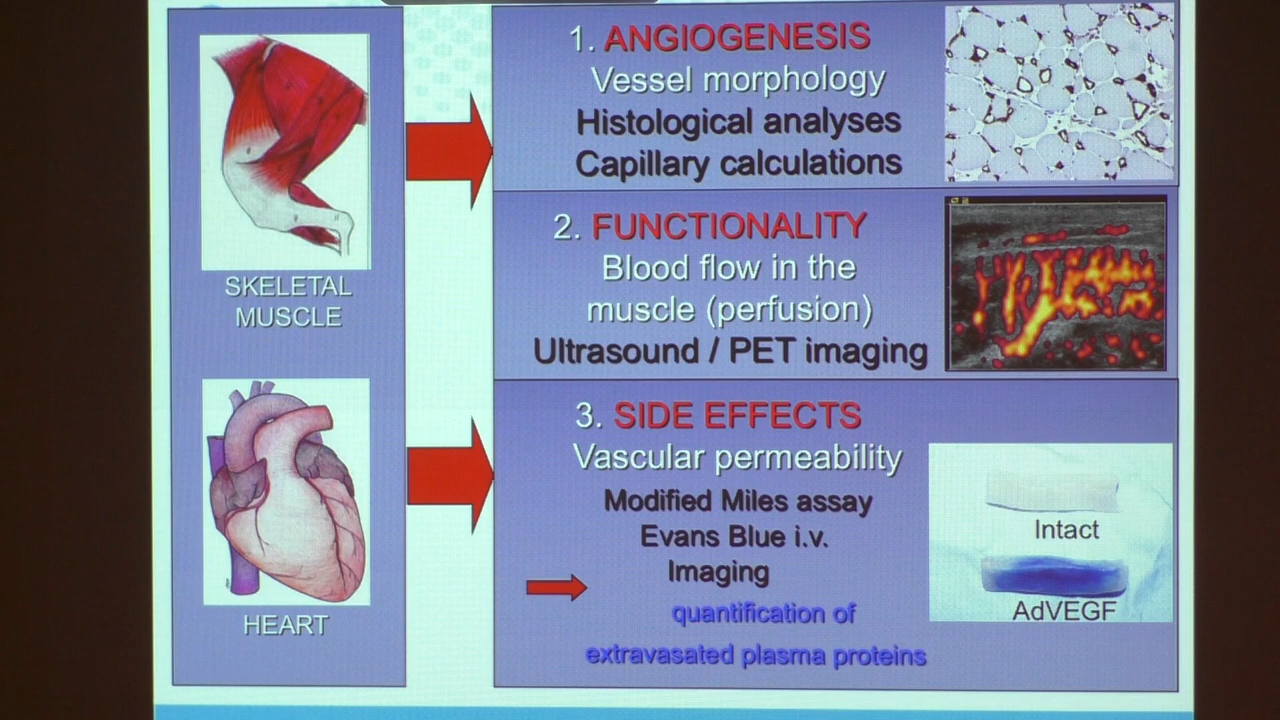 SKELETAL
MUSCLE
HEART
1. ANGIOGENESIS
Vessel morphology
Histological analyses
Capillary calculations
2. FUNCTIONALITY
Blood flow in the
muscle (perfusion)
Ultrasound / PET imaging
3. SIDE EFFECTS
Vascular permeability
Modified Miles assay
Evans Blue i.v.
Imaging
quantification of
extravasated plasma proteins
Intact
AdVEGF